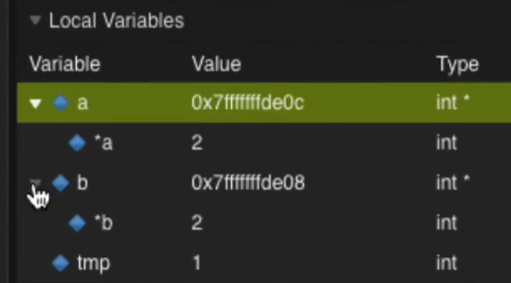 Local Variables
Variable Value Type
a 0x7fffffffde0c int *
*a 2 int
b 0x7fffffffde08 int *
*b 2 int
tmp 1 int